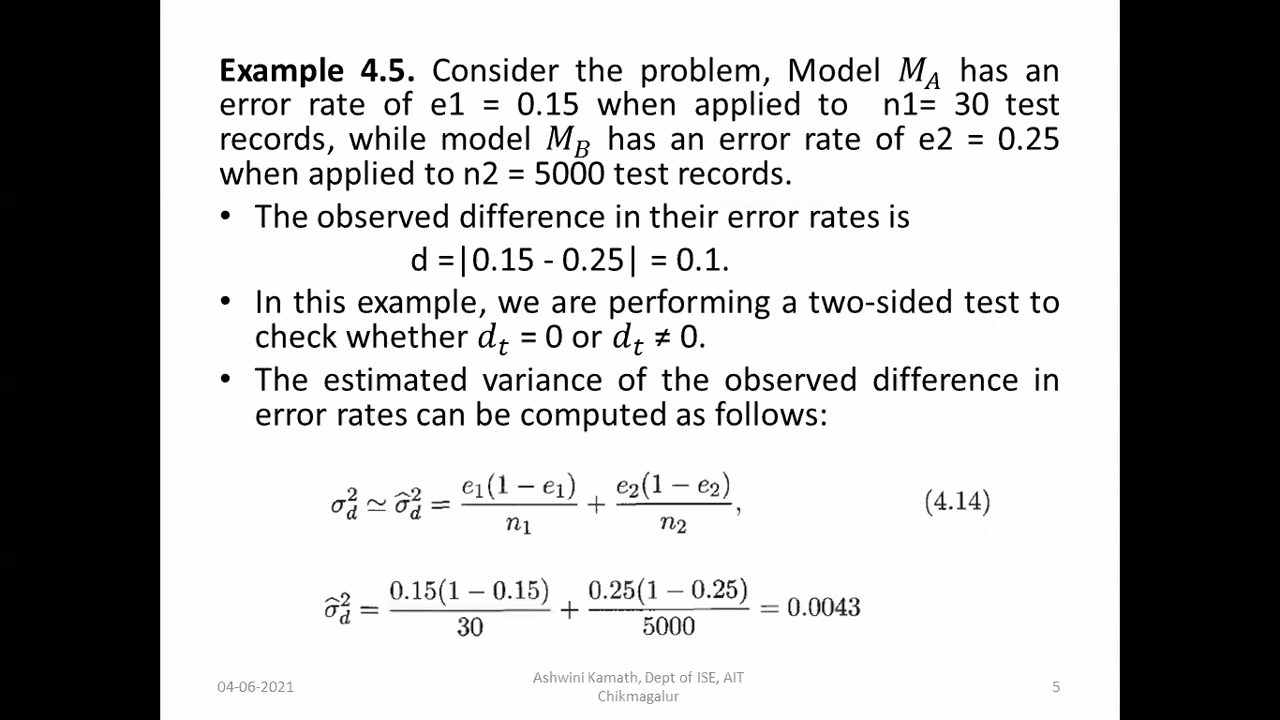 Example 4.5. Consider the problem, Model M_A has an
error rate of e1 = 0.15 when applied to n1= 30 test
records, while model M_B has an error rate of e2 = 0.25
when applied to n2 = 5000 test records.
• The observed difference in their error rates is
d =|0.15 - 0.25| = 0.1.
• In this example, we are performing a two-sided test to
check whether d_t = 0 or d_t ≠ 0.
• The estimated variance of the observed difference in
error rates can be computed as follows:
σ_d^2 ≃ σ̂_d^2 = e_1(1 − e_1)/n_1 + e_2(1 − e_2)/n_2, (4.14)
σ̂_d^2 = 0.15(1 − 0.15)/30 + 0.25(1 − 0.25)/5000 = 0.0043
04-06-2021
Ashwini Kamath, Dept of ISE, AIT
Chikmagalur
5